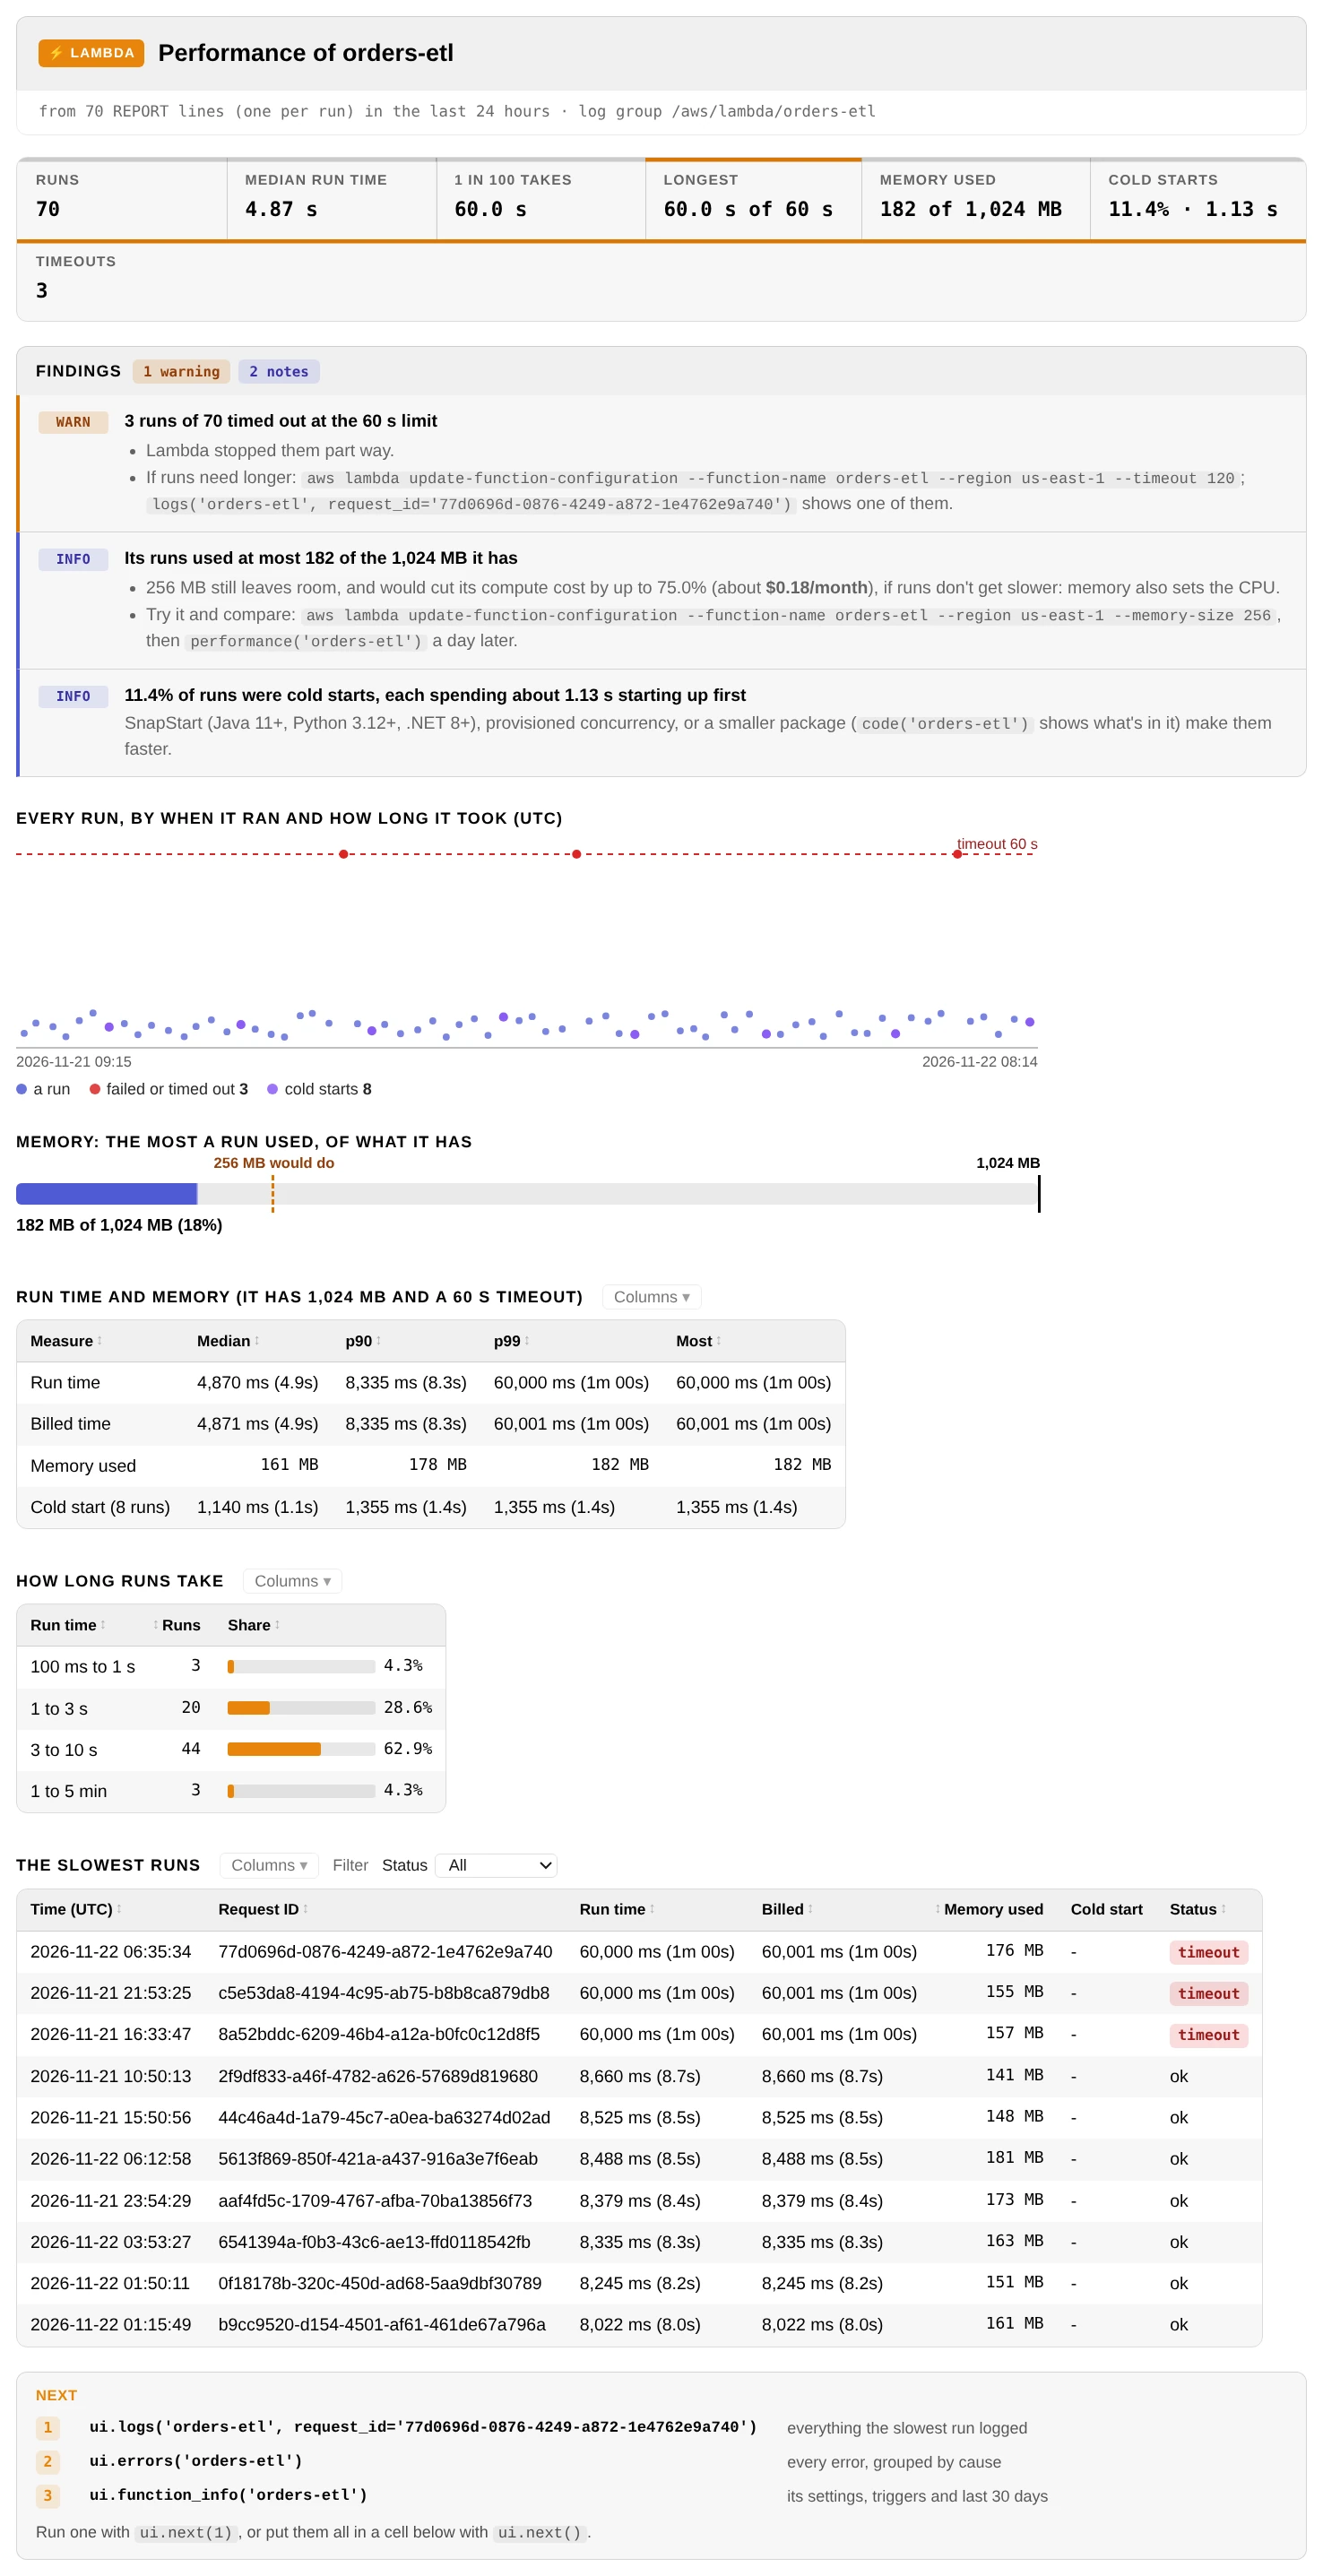 ⚡ LAMBDA Performance of orders-etl
from 70 REPORT lines (one per run) in the last 24 hours · log group /aws/lambda/orders-etl
RUNS MEDIAN RUN TIME 1 IN 100 TAKES LONGEST MEMORY USED COLD STARTS
70 4.87 s 60.0 s 60.0 s of 60 s 182 of 1,024 MB 11.4% · 1.13 s
TIMEOUTS
3
FINDINGS 1 warning 2 notes
WARN 3 runs of 70 timed out at the 60 s limit
• Lambda stopped them part way.
• If runs need longer: aws lambda update-function-configuration --function-name orders-etl --region us-east-1 --timeout 120;
logs('orders-etl', request_id='77d0696d-0876-4249-a872-1e4762e9a740') shows one of them.
INFO Its runs used at most 182 of the 1,024 MB it has
• 256 MB still leaves room, and would cut its compute cost by up to 75.0% (about $0.18/month), if runs don't get slower: memory also sets the CPU.
• Try it and compare: aws lambda update-function-configuration --function-name orders-etl --region us-east-1 --memory-size 256,
then performance('orders-etl') a day later.
INFO 11.4% of runs were cold starts, each spending about 1.13 s starting up first
SnapStart (Java 11+, Python 3.12+, .NET 8+), provisioned concurrency, or a smaller package (code('orders-etl') shows what's in it) make them
faster.
EVERY RUN, BY WHEN IT RAN AND HOW LONG IT TOOK (UTC)
timeout 60 s
2026-11-21 09:15 2026-11-22 08:14
a run failed or timed out 3 cold starts 8
MEMORY: THE MOST A RUN USED, OF WHAT IT HAS
256 MB would do 1,024 MB
182 MB of 1,024 MB (18%)
RUN TIME AND MEMORY (IT HAS 1,024 MB AND A 60 S TIMEOUT) Columns ▾
Measure ↕ Median ↕ p90 ↕ p99 ↕ Most ↕
Run time 4,870 ms (4.9s) 8,335 ms (8.3s) 60,000 ms (1m 00s) 60,000 ms (1m 00s)
Billed time 4,871 ms (4.9s) 8,335 ms (8.3s) 60,001 ms (1m 00s) 60,001 ms (1m 00s)
Memory used 161 MB 178 MB 182 MB 182 MB
Cold start (8 runs) 1,140 ms (1.1s) 1,355 ms (1.4s) 1,355 ms (1.4s) 1,355 ms (1.4s)
HOW LONG RUNS TAKE Columns ▾
Run time ↕ ↕ Runs Share ↕
100 ms to 1 s 3 4.3%
1 to 3 s 20 28.6%
3 to 10 s 44 62.9%
1 to 5 min 3 4.3%
THE SLOWEST RUNS Columns ▾ Filter Status All
Time (UTC) ↕ Request ID ↕ Run time ↕ Billed ↕ ↕ Memory used Cold start Status ↕
2026-11-22 06:35:34 77d0696d-0876-4249-a872-1e4762e9a740 60,000 ms (1m 00s) 60,001 ms (1m 00s) 176 MB - timeout
2026-11-21 21:53:25 c5e53da8-4194-4c95-ab75-b8b8ca879db8 60,000 ms (1m 00s) 60,001 ms (1m 00s) 155 MB - timeout
2026-11-21 16:33:47 8a52bddc-6209-46b4-a12a-b0fc0c12d8f5 60,000 ms (1m 00s) 60,001 ms (1m 00s) 157 MB - timeout
2026-11-21 10:50:13 2f9df833-a46f-4782-a626-57689d819680 8,660 ms (8.7s) 8,660 ms (8.7s) 141 MB - ok
2026-11-21 15:50:56 44c46a4d-1a79-45c7-a0ea-ba63274d02ad 8,525 ms (8.5s) 8,525 ms (8.5s) 148 MB - ok
2026-11-22 06:12:58 5613f869-850f-421a-a437-916a3e7f6eab 8,488 ms (8.5s) 8,488 ms (8.5s) 181 MB - ok
2026-11-21 23:54:29 aaf4fd5c-1709-4767-afba-70ba13856f73 8,379 ms (8.4s) 8,379 ms (8.4s) 173 MB - ok
2026-11-22 03:53:27 6541394a-f0b3-43c6-ae13-ffd0118542fb 8,335 ms (8.3s) 8,335 ms (8.3s) 163 MB - ok
2026-11-22 01:50:11 0f18178b-320c-450d-ad68-5aa9dbf30789 8,245 ms (8.2s) 8,245 ms (8.2s) 151 MB - ok
2026-11-22 01:15:49 b9cc9520-d154-4501-af61-461de67a796a 8,022 ms (8.0s) 8,022 ms (8.0s) 161 MB - ok
NEXT
1 ui.logs('orders-etl', request_id='77d0696d-0876-4249-a872-1e4762e9a740') everything the slowest run logged
2 ui.errors('orders-etl') every error, grouped by cause
3 ui.function_info('orders-etl') its settings, triggers and last 30 days
Run one with ui.next(1), or put them all in a cell below with ui.next().